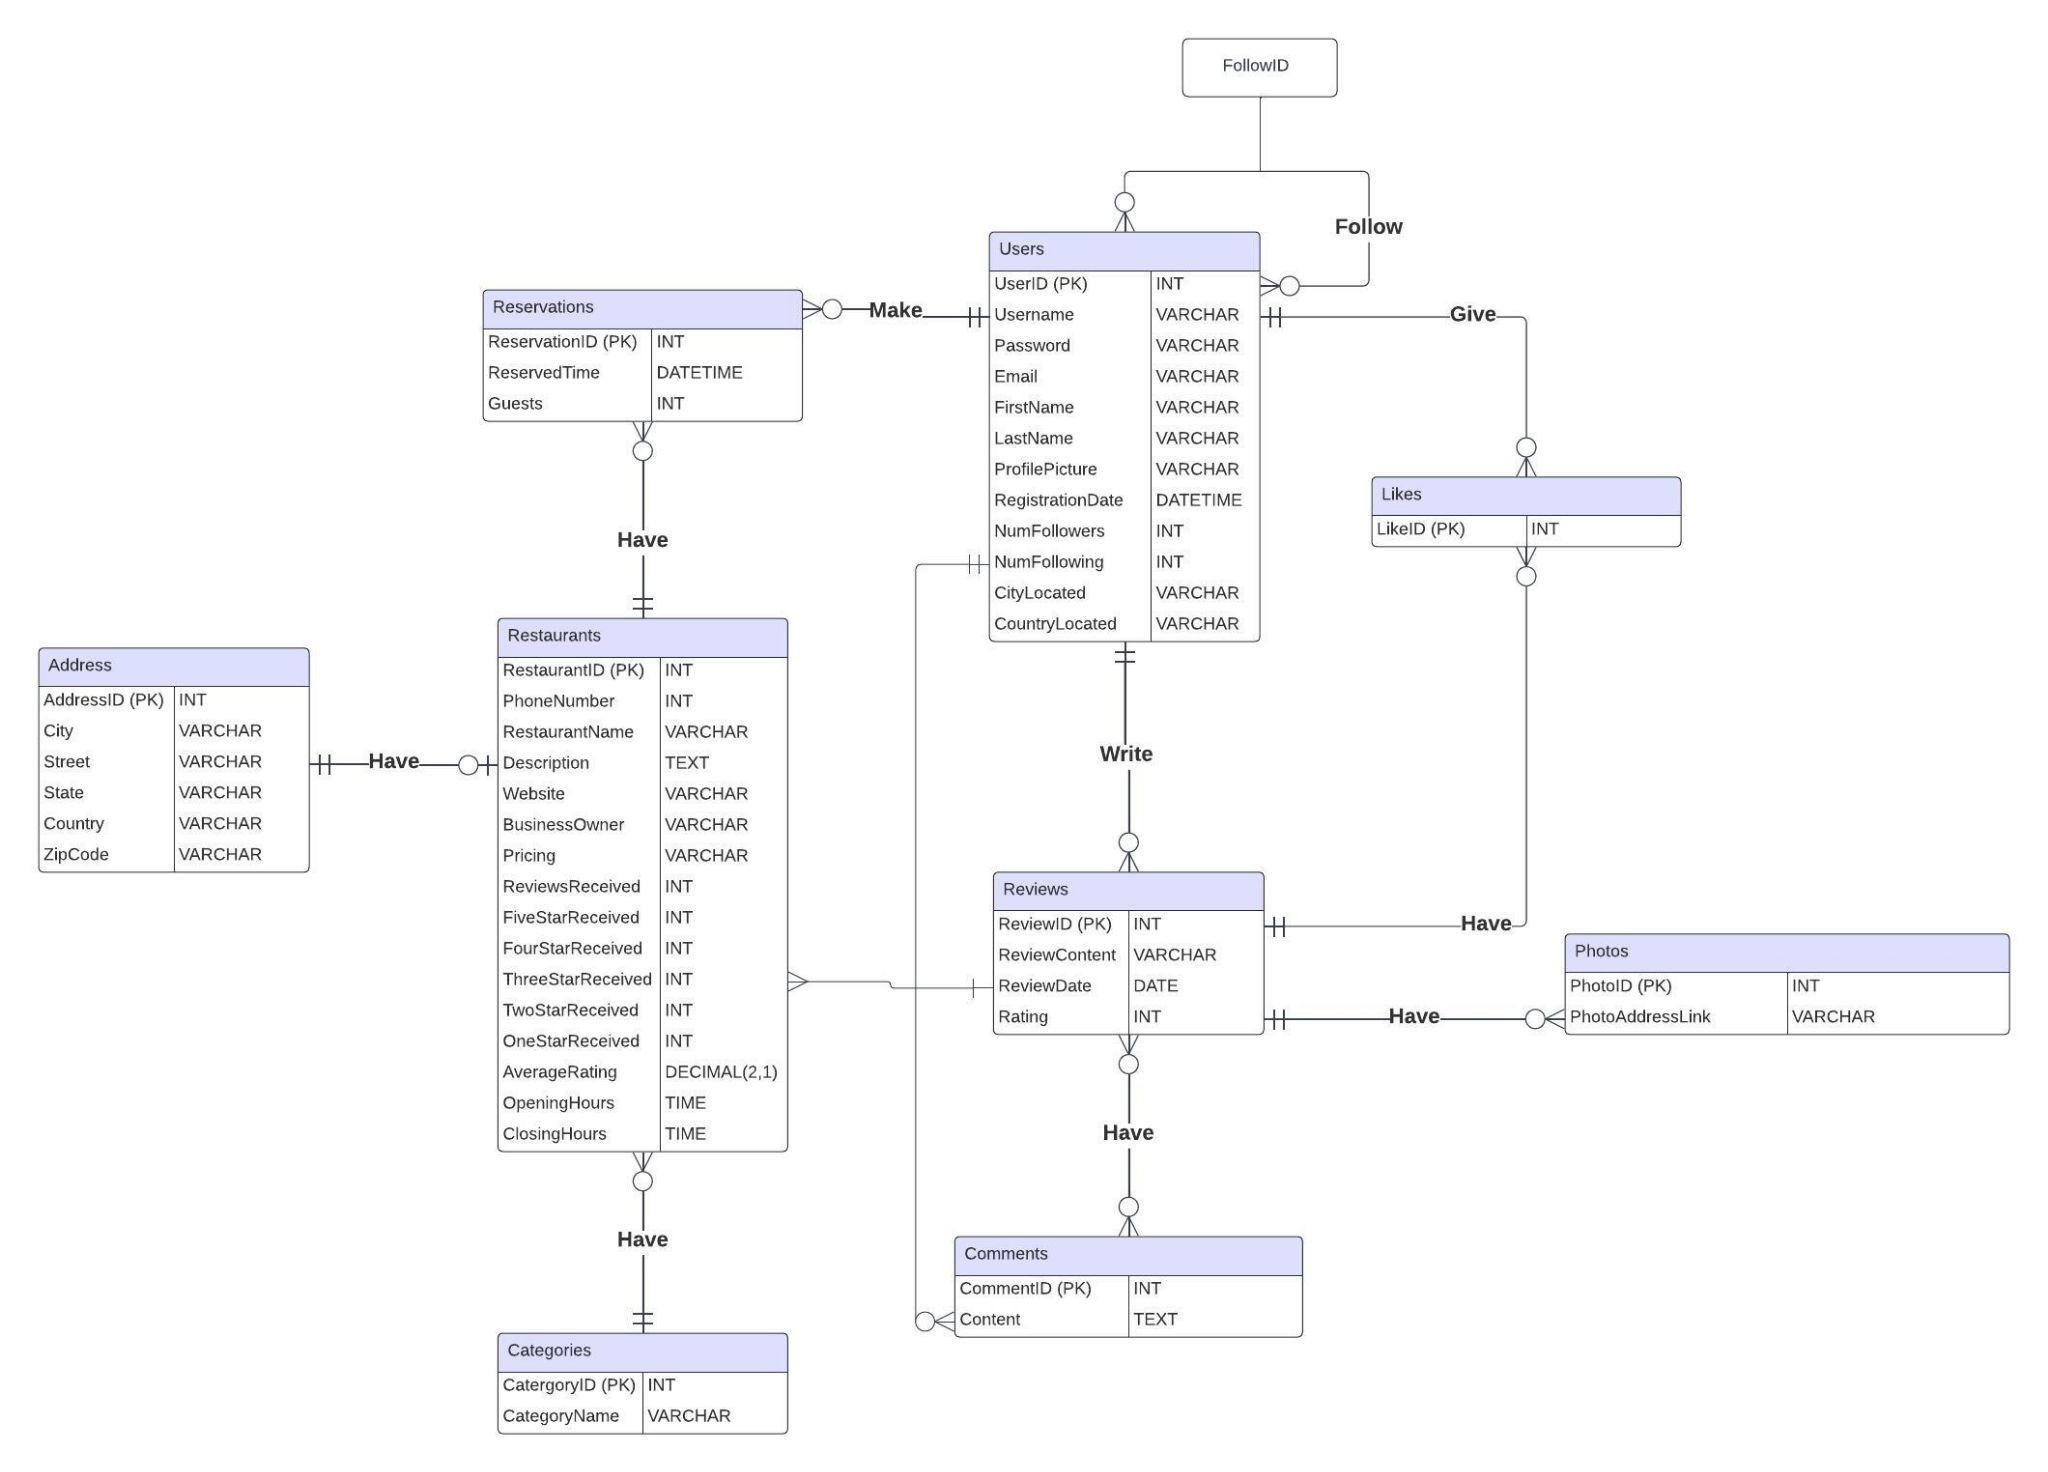 FollowID
Follow
Users
UserID (PK) INT
Username VARCHAR
Password VARCHAR
Email VARCHAR
FirstName VARCHAR
LastName VARCHAR
ProfilePicture VARCHAR
RegistrationDate DATETIME
NumFollowers INT
NumFollowing INT
CityLocated VARCHAR
CountryLocated VARCHAR
Make
Give
Reservations
ReservationID (PK) INT
ReservedTime DATETIME
Guests INT
Likes
LikeID (PK) INT
Have
Restaurants
RestaurantID (PK) INT
PhoneNumber INT
RestaurantName VARCHAR
Description TEXT
Website VARCHAR
BusinessOwner VARCHAR
Pricing VARCHAR
ReviewsReceived INT
FiveStarReceived INT
FourStarReceived INT
ThreeStarReceived INT
TwoStarReceived INT
OneStarReceived INT
AverageRating DECIMAL(2,1)
OpeningHours TIME
ClosingHours TIME
Address
AddressID (PK) INT
City VARCHAR
Street VARCHAR
State VARCHAR
Country VARCHAR
ZipCode VARCHAR
Have
Write
Reviews
ReviewID (PK) INT
ReviewContent VARCHAR
ReviewDate DATE
Rating INT
Have
Photos
PhotoID (PK) INT
PhotoAddressLink VARCHAR
Have
Have
Have
Comments
CommentID (PK) INT
Content TEXT
Categories
CatergoryID (PK) INT
CategoryName VARCHAR